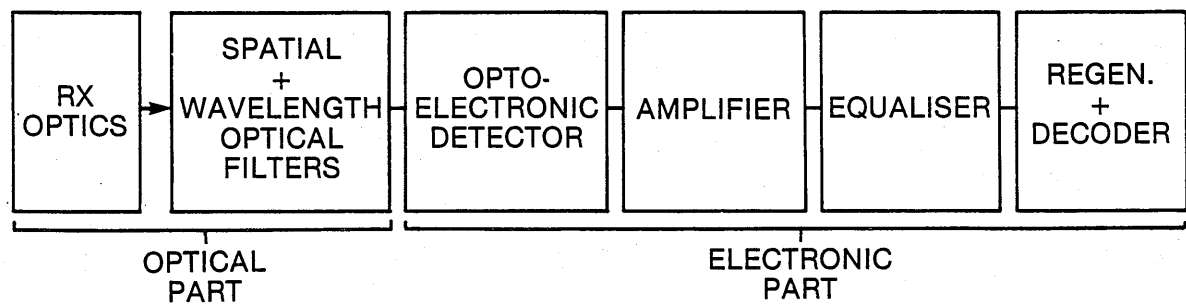 RX
OPTICS
SPATIAL
+
WAVELENGTH
OPTICAL
FILTERS
OPTO-
ELECTRONIC
DETECTOR
AMPLIFIER
EQUALISER
REGEN.
+
DECODER
OPTICAL
PART
ELECTRONIC
PART